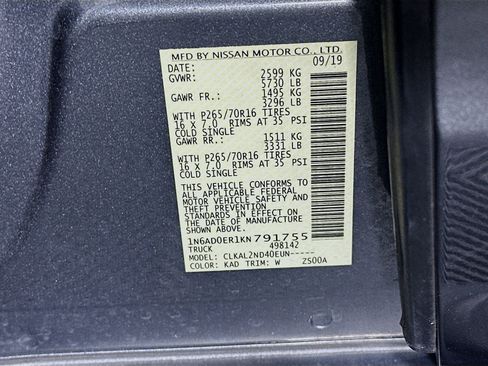 MFD BY NISSAN MOTOR CO., LTD.
DATE: 09/19
GVWR: 2599 KG
5730 LB
GAWR FR.: 1495 KG
3296 LB
WITH P265/70R16 TIRES
16 X 7.0 RIMS AT 35 PSI
COLD SINGLE
GAWR RR.: 1511 KG
3331 LB
WITH P265/70R16 TIRES
16 X 7.0 RIMS AT 35 PSI
COLD SINGLE
THIS VEHICLE CONFORMS TO
ALL APPLICABLE FEDERAL
MOTOR VEHICLE SAFETY AND
THEFT PREVENTION
STANDARDS IN EFFECT ON
THE DATE OF MANUFACTURE
SHOWN ABOVE.
1N6AD0ER1KN791755
TRUCK 498142
MODEL: CLKAL2ND40EUN-----
COLOR: KAD TRIM: W ZS00A